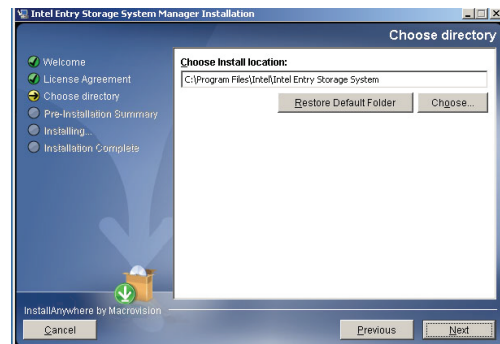 Intel Entry Storage System Manager Installation
Choose directory
Welcome
License Agreement
Choose directory
Pre-Installation Summary
Installing...
Installation Complete
Choose Install location:
C:\Program Files\Intel\Intel Entry Storage System
Restore Default Folder
Choose...
InstallAnywhere by Macrovision
Cancel
Previous
Next